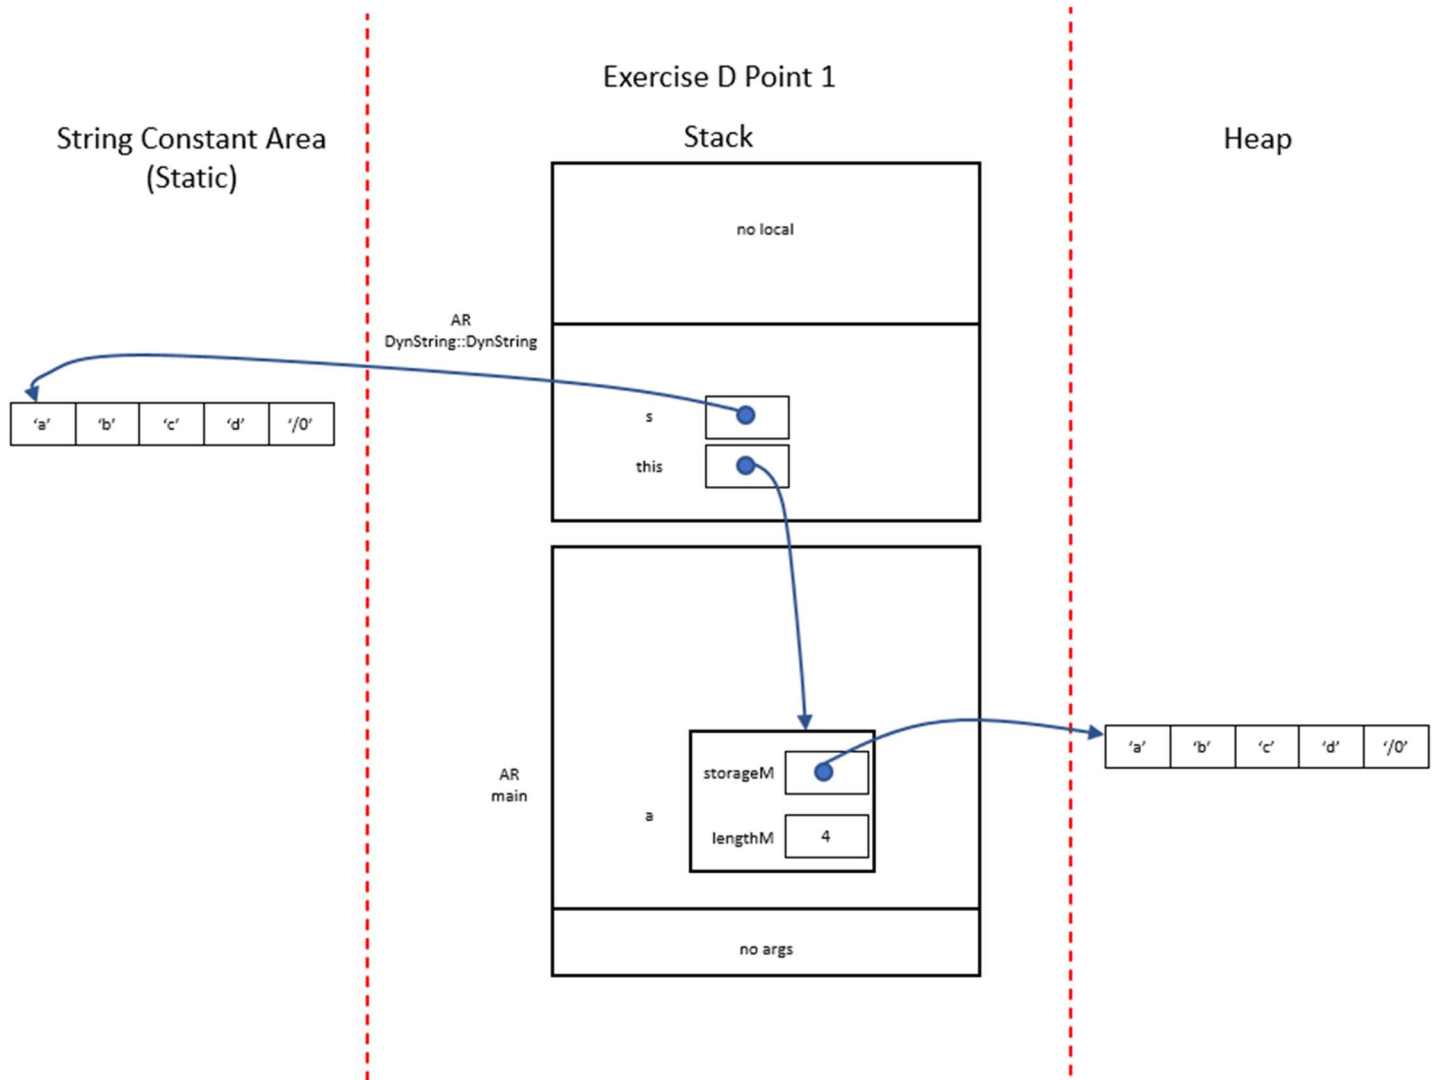 Exercise D Point 1
String Constant Area
(Static)
Stack
Heap
no local
AR
DynString::DynString
‘a’ ‘b’ ‘c’ ‘d’ ‘/0’
s
this
AR
main
a
storageM
lengthM 4
‘a’ ‘b’ ‘c’ ‘d’ ‘/0’
no args